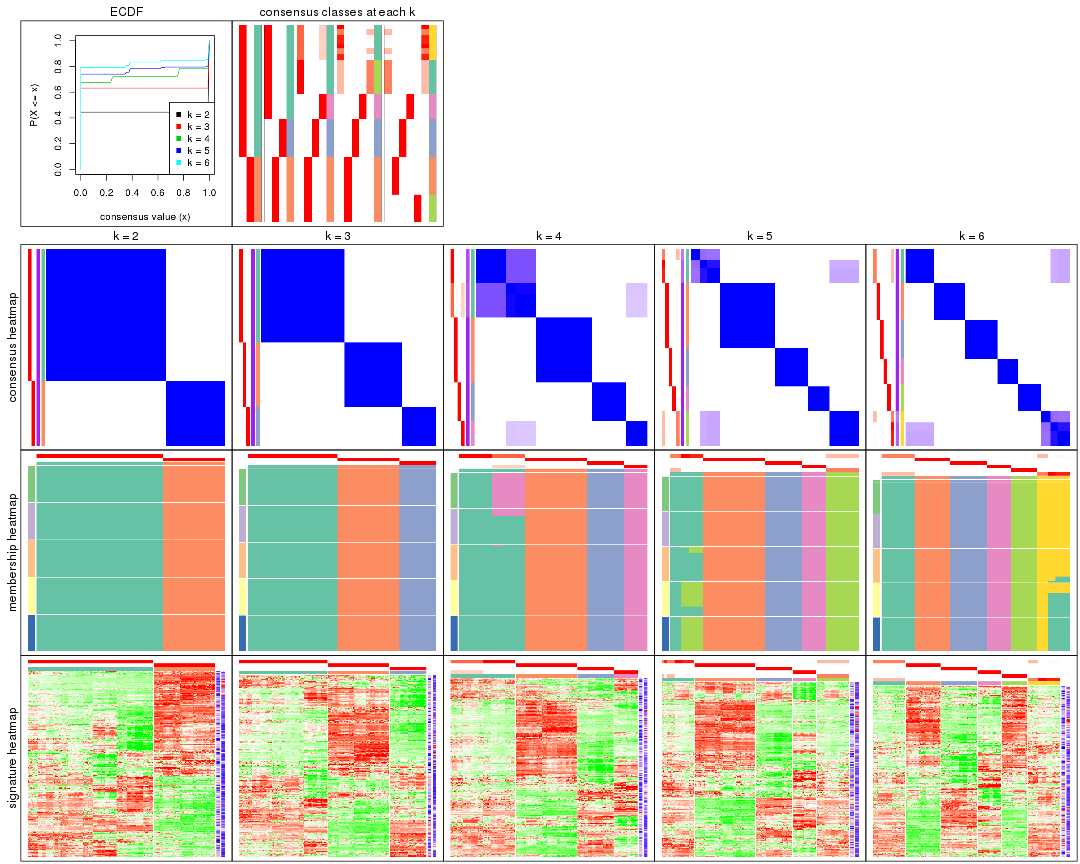 ECDF
consensus classes at each k
P(X <= x)
1.0
0.8
0.6
0.4
0.2
0.0
k = 2
k = 3
k = 4
k = 5
k = 6
0.0 0.2 0.4 0.6 0.8 1.0
consensus value (x)
k = 2 k = 3 k = 4 k = 5 k = 6
consensus heatmap
membership heatmap
signature heatmap